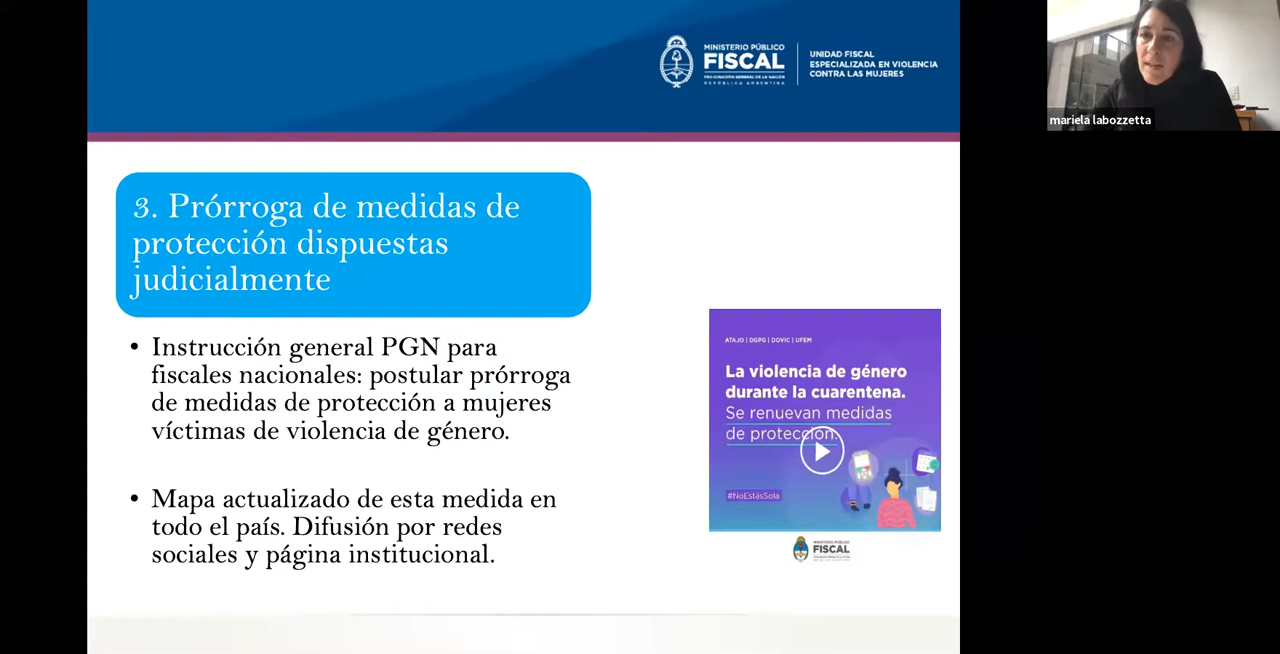 MINISTERIO PÚBLICO
FISCAL
PROCURACIÓN GENERAL DE LA NACIÓN
REPÚBLICA ARGENTINA
UNIDAD FISCAL
ESPECIALIZADA EN VIOLENCIA
CONTRA LAS MUJERES
mariela labozzetta
3. Prórroga de medidas de
protección dispuestas
judicialmente
• Instrucción general PGN para
fiscales nacionales: postular prórroga
de medidas de protección a mujeres
víctimas de violencia de género.
• Mapa actualizado de esta medida en
todo el país. Difusión por redes
sociales y página institucional.
ATAJO | DGPG | DOVIC | UFEM
La violencia de género
durante la cuarentena.
Se renuevan medidas
de protección.
#NoEstásSola
MINISTERIO PÚBLICO
FISCAL